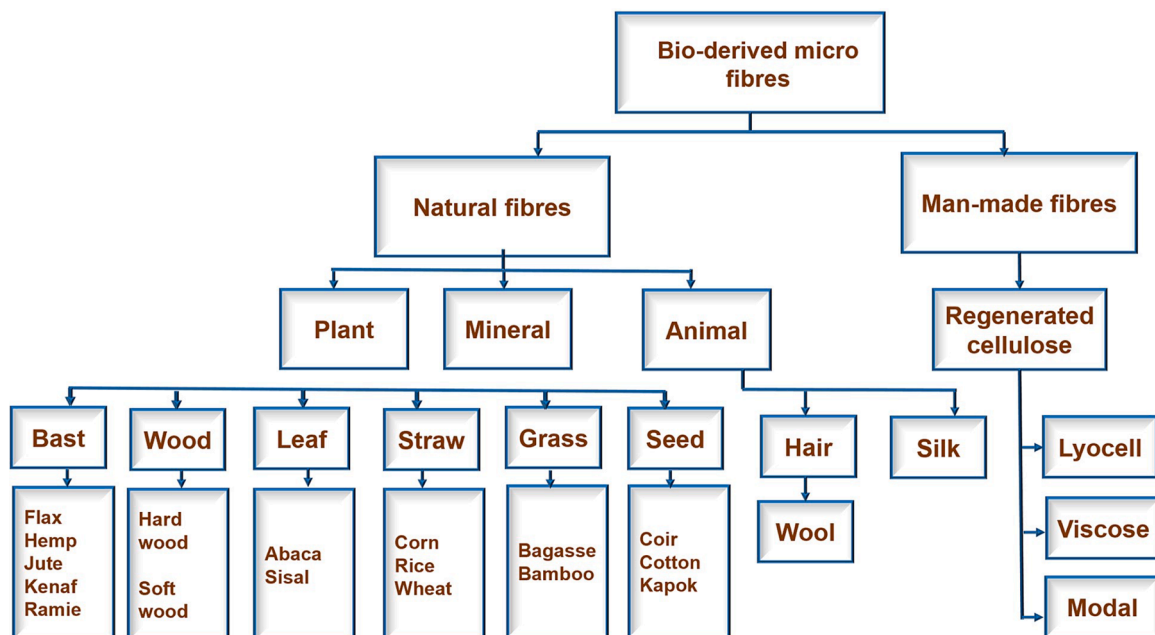 Bio-derived micro
fibres
Natural fibres
Man-made fibres
Plant
Mineral
Animal
Regenerated
cellulose
Bast
Wood
Leaf
Straw
Grass
Seed
Hair
Silk
Lyocell
Flax
Hemp
Jute
Kenaf
Ramie
Hard
wood
Soft
wood
Abaca
Sisal
Corn
Rice
Wheat
Bagasse
Bamboo
Coir
Cotton
Kapok
Wool
Viscose
Modal